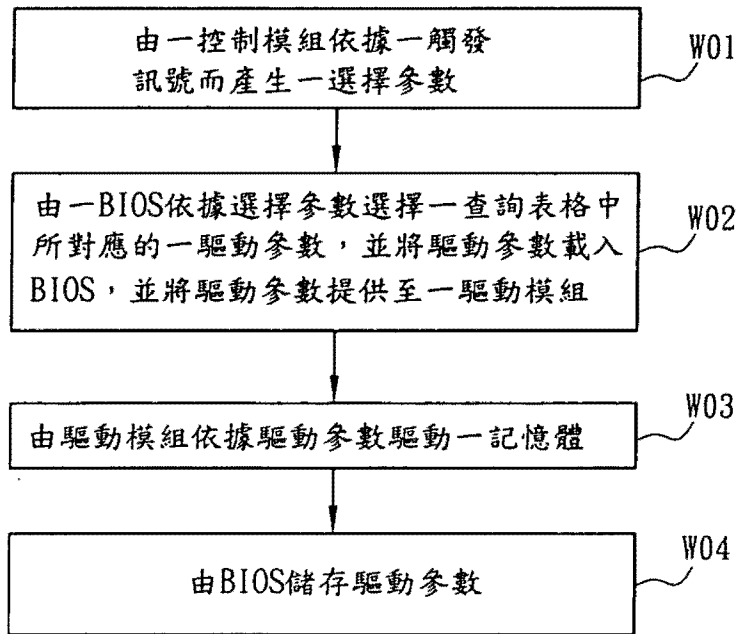 由一控制模組依據一觸發
訊號而產生一選擇參數
W01
由一BIOS依據選擇參數選擇一查詢表格中
所對應的一驅動參數，並將驅動參數載入
BIOS，並將驅動參數提供至一驅動模組
W02
由驅動模組依據驅動參數驅動一記憶體
W03
由BIOS儲存驅動參數
W04